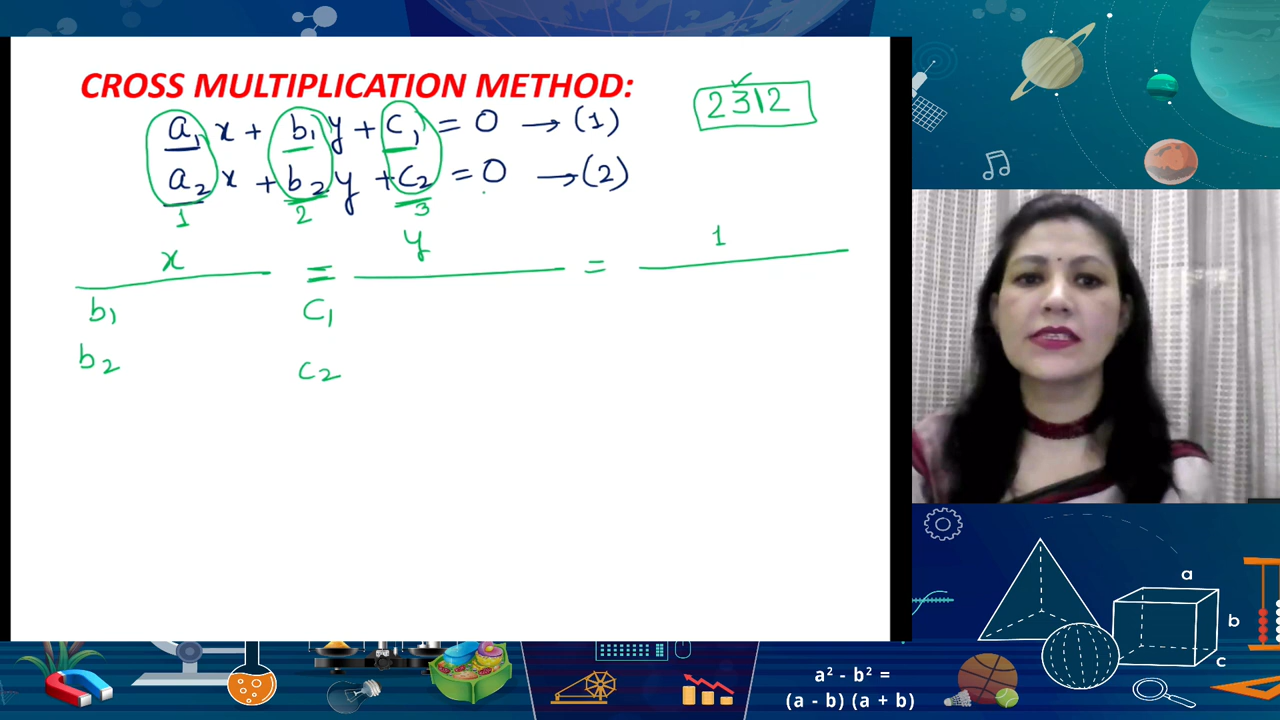 CROSS MULTIPLICATION METHOD:
2312
a₁x + b₁y + c₁ = 0 → (1)
a₂x + b₂y + c₂ = 0 → (2)
1 2 3
x = y = 1
b₁ c₁
b₂ c₂
a
b
c
a² - b² =
(a - b) (a + b)